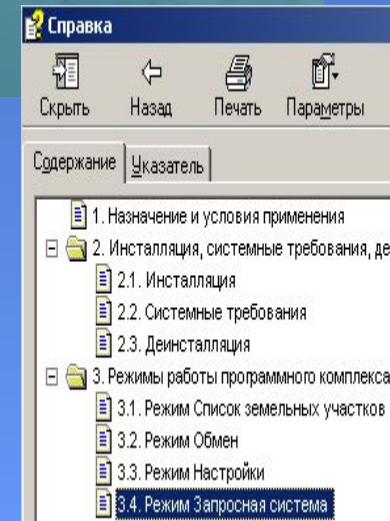 Справка
Скрыть Назад Печать Параметры
Содержание Указатель
1. Назначение и условия применения
2. Инсталляция, системные требования, де
2.1. Инсталляция
2.2. Системные требования
2.3. Деинсталляция
3. Режимы работы программного комплекса
3.1. Режим Список земельных участков
3.2. Режим Обмен
3.3. Режим Настройки
3.4. Режим Запросная система